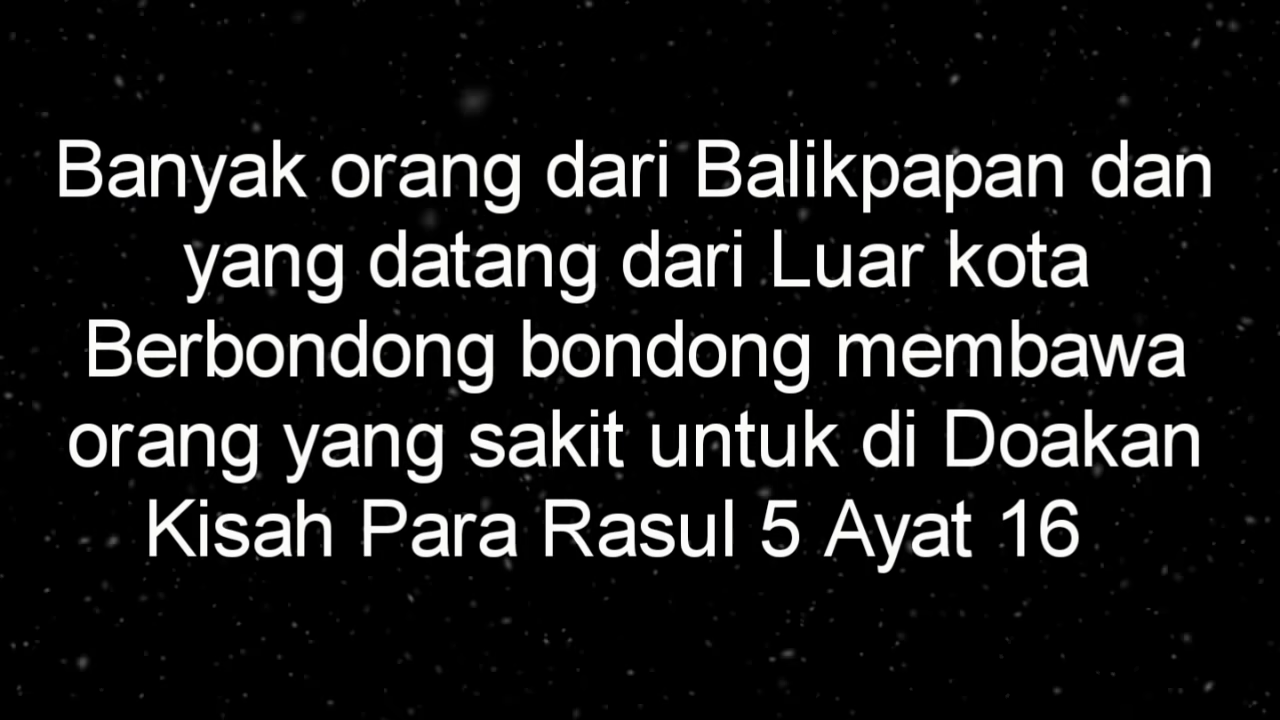 Banyak orang dari Balikpapan dan
yang datang dari Luar kota
Berbondong bondong membawa
orang yang sakit untuk di Doakan
Kisah Para Rasul 5 Ayat 16